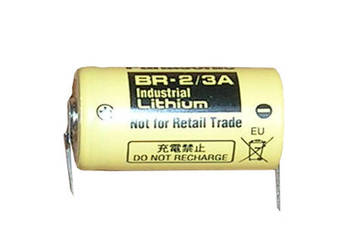 BR-2/3A
Industrial
Lithium
Not for Retail Trade
EU
充電禁止
DO NOT RECHARGE